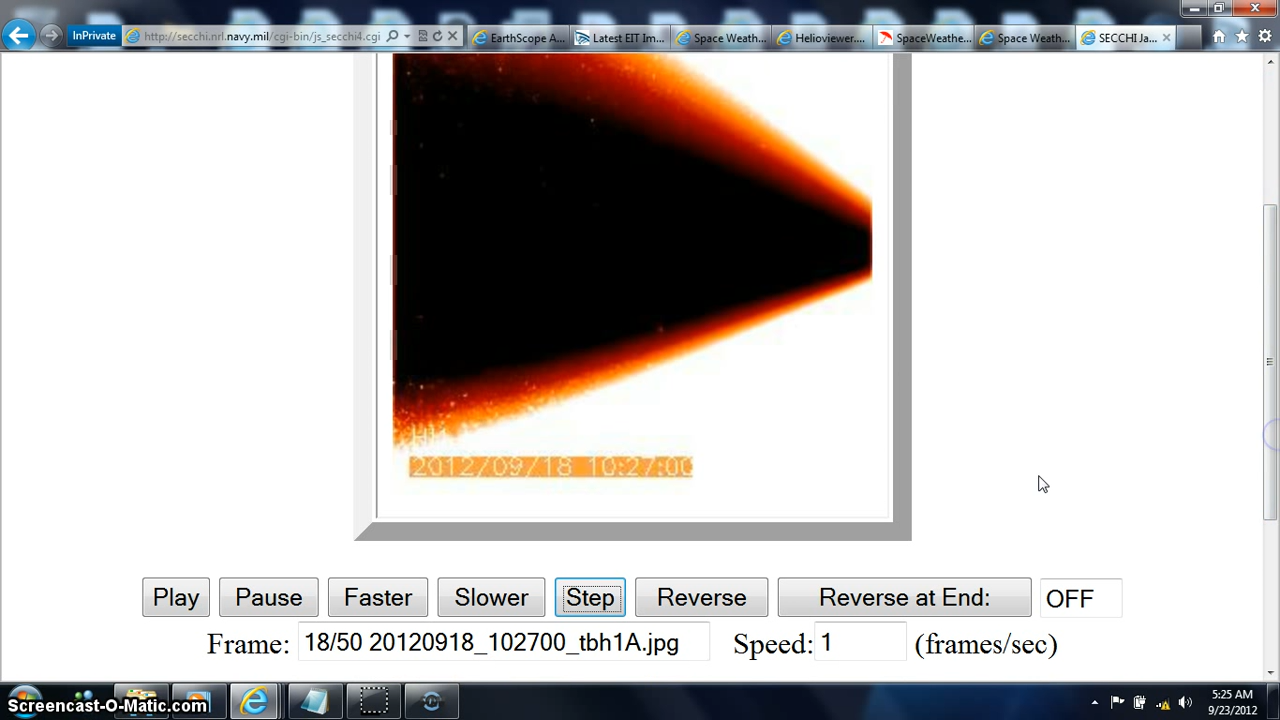 InPrivate
http://secchi.nrl.navy.mil/cgi-bin/js_secchi4.cgi
EarthScope A...
Latest EIT Im...
Space Weath...
Helioviewer....
SpaceWeathe...
Space Weath...
SECCHI Ja...
HI1
2012/09/18 10:27:00
Play
Pause
Faster
Slower
Step
Reverse
Reverse at End:
OFF
Frame: 18/50 20120918_102700_tbh1A.jpg Speed: 1 (frames/sec)
5:25 AM
9/23/2012
Screencast-O-Matic.com